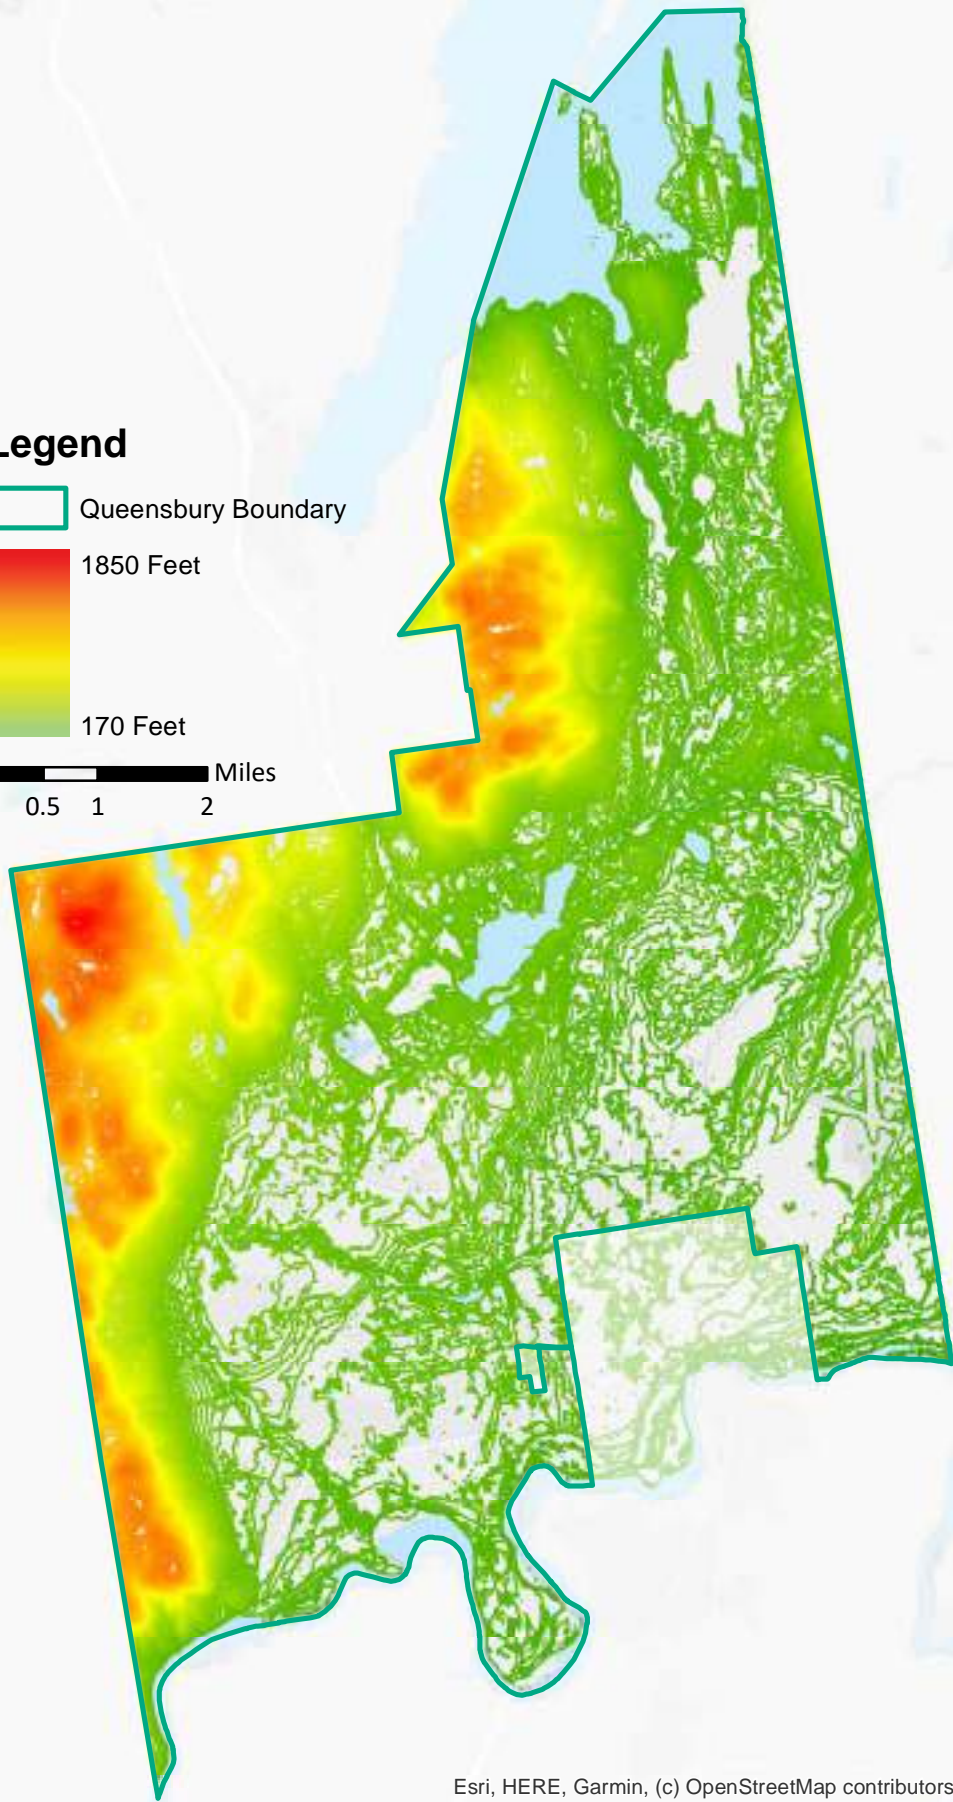 Legend
Queensbury Boundary
1850 Feet
170 Feet
Miles
0.5 1 2
Esri, HERE, Garmin, (c) OpenStreetMap contributors